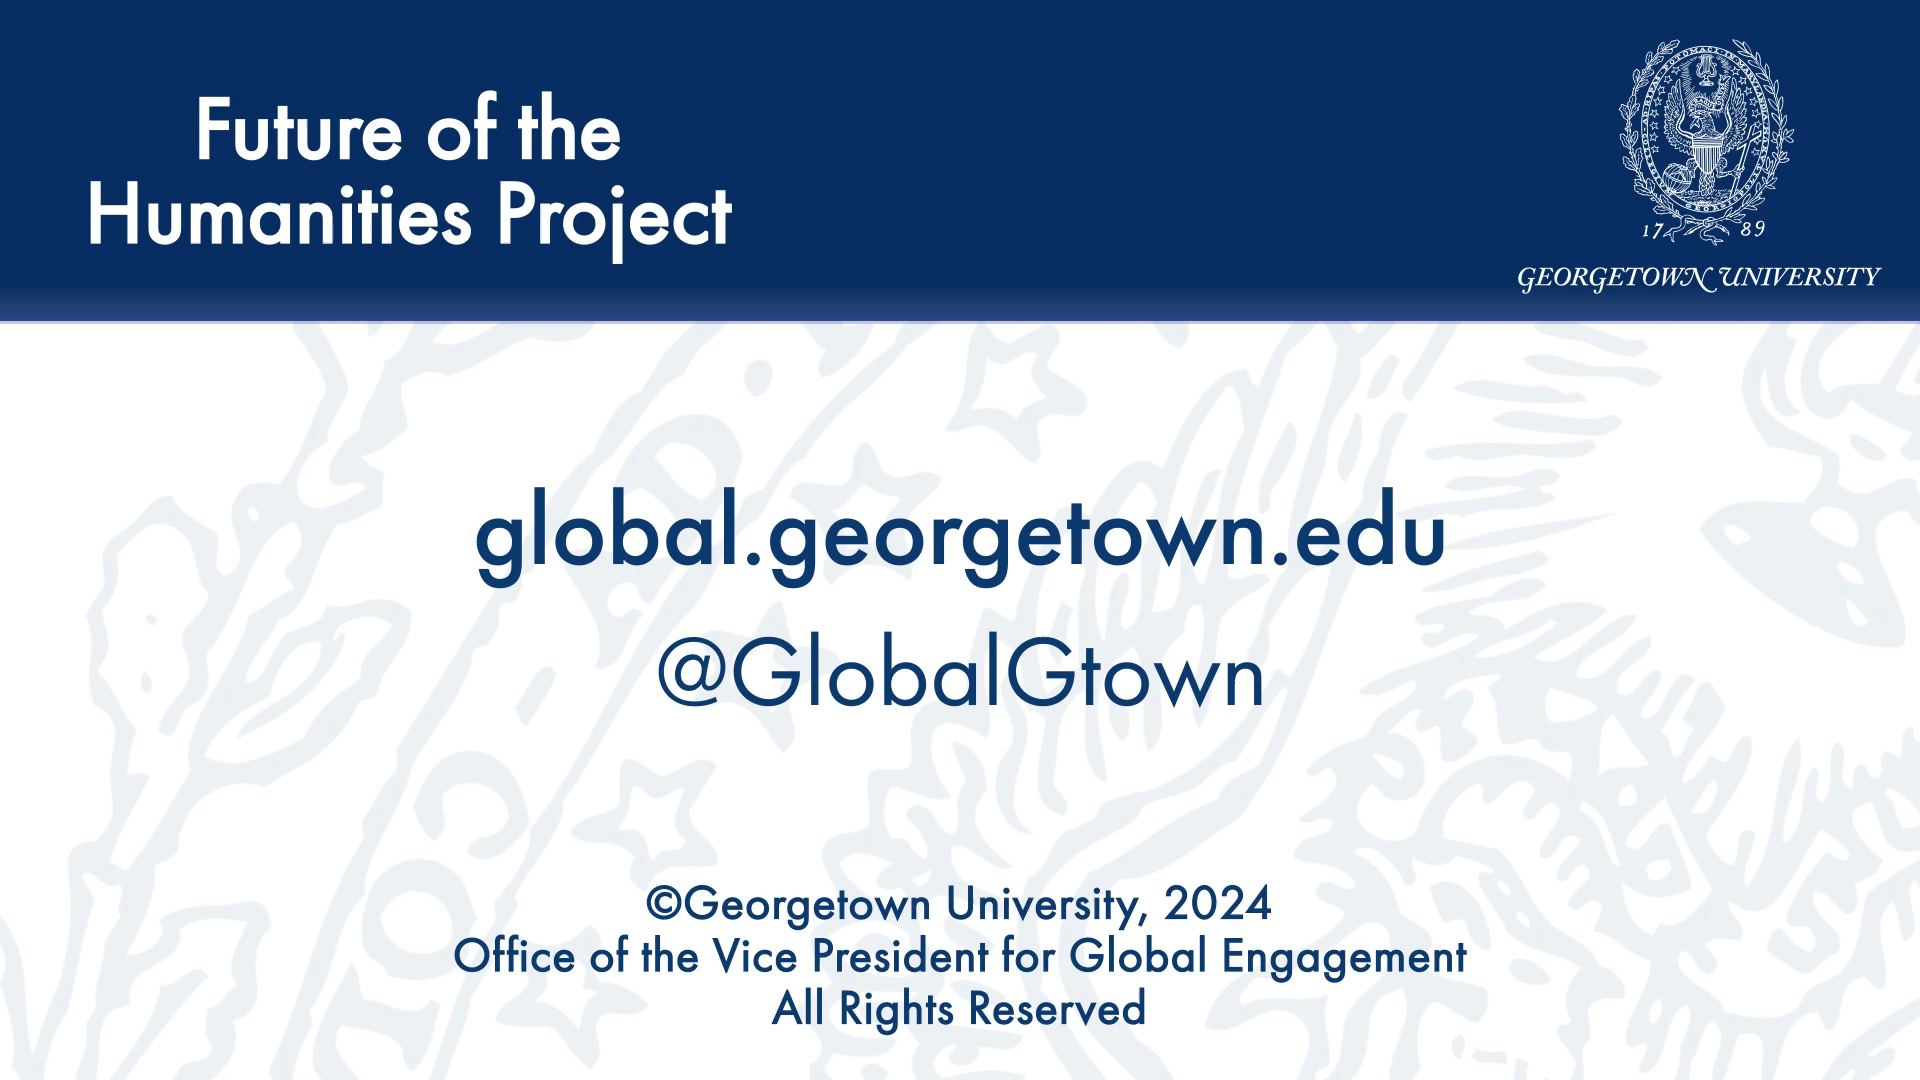 Future of the
Humanities Project
17 89
GEORGETOWN UNIVERSITY
global.georgetown.edu
@GlobalGtown
©Georgetown University, 2024
Office of the Vice President for Global Engagement
All Rights Reserved